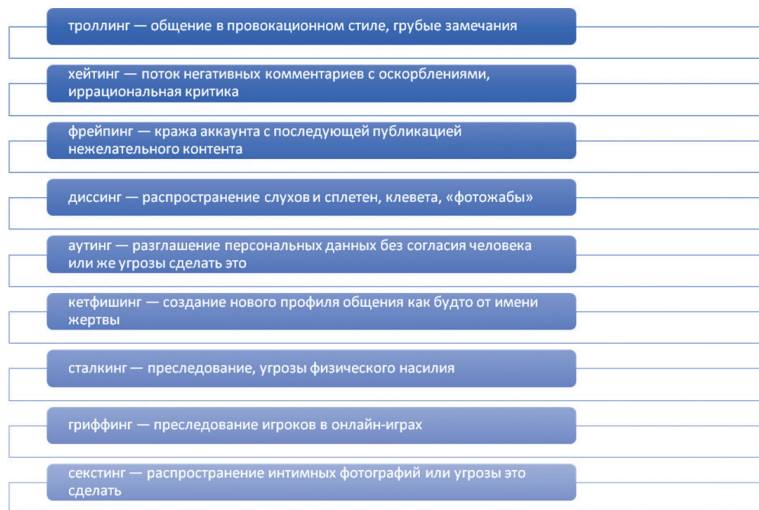 троллинг — общение в провокационном стиле, грубые замечания
хейтинг — поток негативных комментариев с оскорблениями,
иррациональная критика
фрейпинг — кража аккаунта с последующей публикацией
нежелательного контента
диссинг — распространение слухов и сплетен, клевета, «фотожабы»
аутинг — разглашение персональных данных без согласия человека
или же угрозы сделать это
кетфишинг — создание нового профиля общения как будто от имени
жертвы
сталкинг — преследование, угрозы физического насилия
гриффинг — преследование игроков в онлайн-играх
секстинг — распространение интимных фотографий или угрозы это
сделать